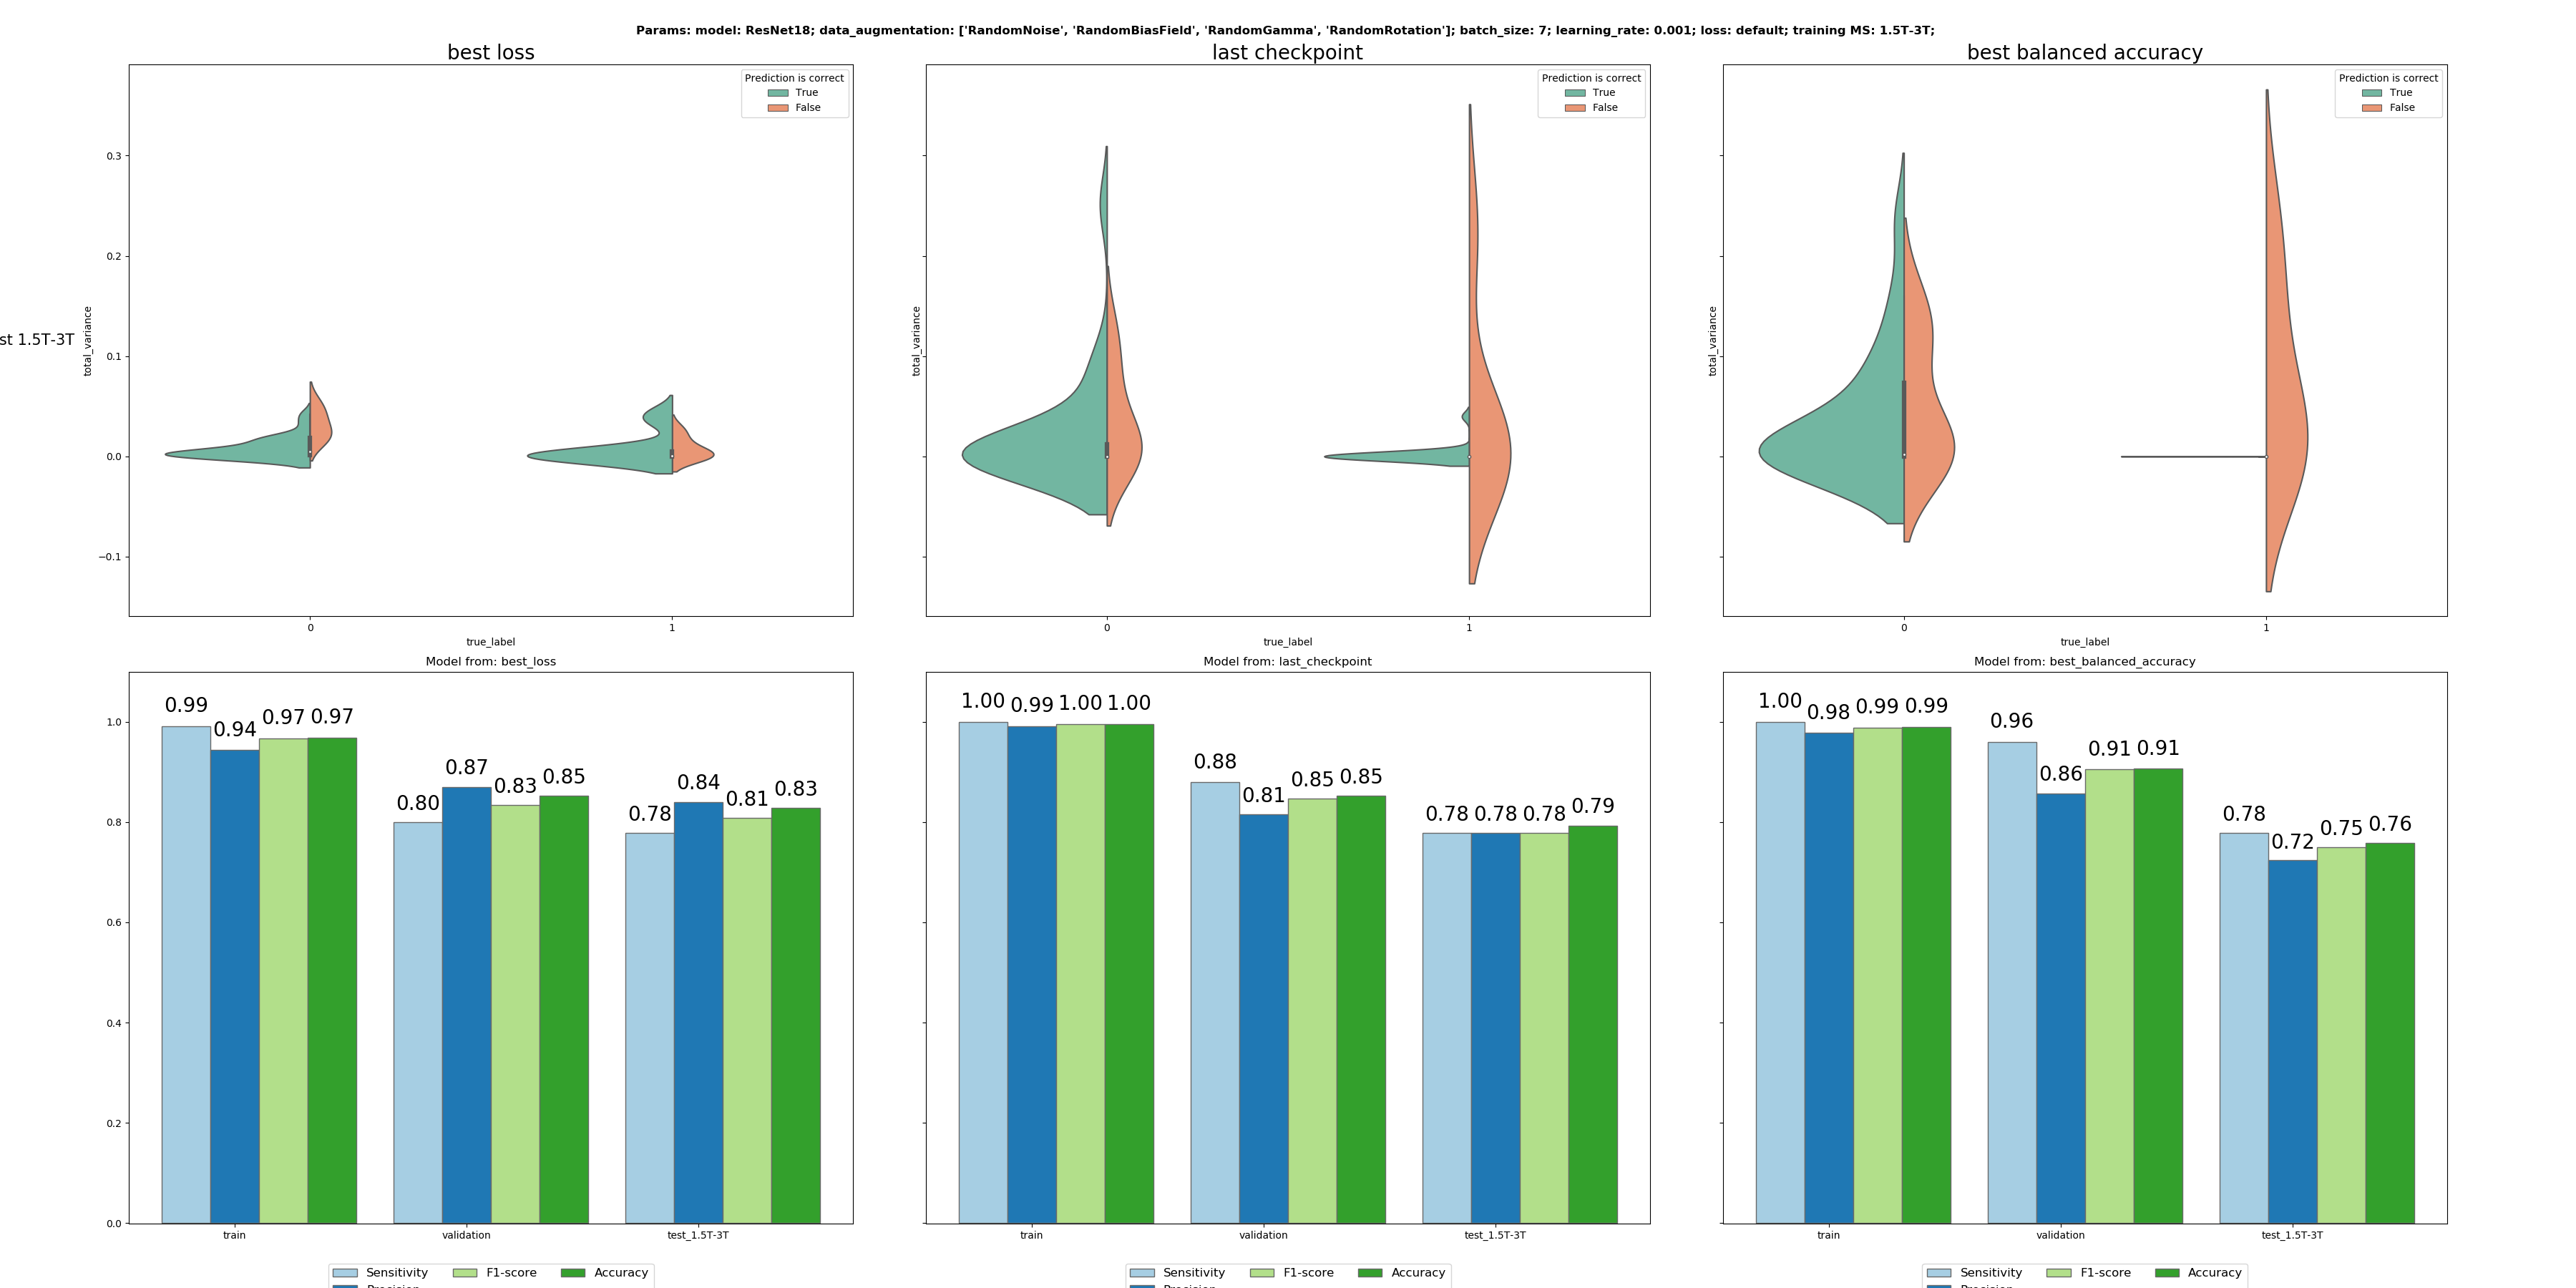 Params: model: ResNet18; data_augmentation: ['RandomNoise', 'RandomBiasField', 'RandomGamma', 'RandomRotation']; batch_size: 7; learning_rate: 0.001; loss: default; training MS: 1.5T-3T;
best loss
last checkpoint
best balanced accuracy
Prediction is correct
True
False
Prediction is correct
True
False
Prediction is correct
True
False
st 1.5T-3T
total_variance
0.3
0.2
0.1
0.0
−0.1
total_variance
total_variance
0 1
true_label
0 1
true_label
0 1
true_label
Model from: best_loss
Model from: last_checkpoint
Model from: best_balanced_accuracy
1.0
0.8
0.6
0.4
0.2
0.0
0.99 0.94 0.97 0.97
0.80 0.87 0.83 0.85
0.78 0.84 0.81 0.83
train validation test_1.5T-3T
1.00 0.99 1.00 1.00
0.88 0.81 0.85 0.85
0.78 0.78 0.78 0.79
train validation test_1.5T-3T
1.00 0.98 0.99 0.99
0.96 0.86 0.91 0.91
0.78 0.72 0.75 0.76
train validation test_1.5T-3T
Sensitivity F1-score Accuracy
Precision
Sensitivity F1-score Accuracy
Precision
Sensitivity F1-score Accuracy
Precision